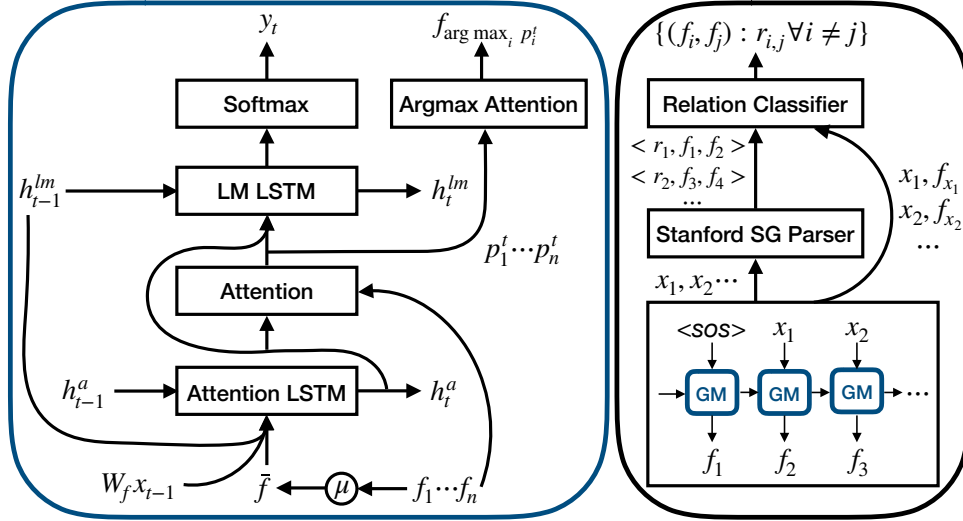 y_t
f_{arg max_i p_i^t}
Softmax
Argmax Attention
h_{t-1}^{lm}
LM LSTM
h_t^{lm}
p_1^t ⋯ p_n^t
Attention
h_{t-1}^a
Attention LSTM
h_t^a
W_f x_{t-1}
f̄
μ
f_1 ⋯ f_n
{(f_i, f_j) : r_{i,j} ∀i ≠ j}
Relation Classifier
< r_1, f_1, f_2 >
< r_2, f_3, f_4 >
...
x_1, f_{x_1}
x_2, f_{x_2}
...
Stanford SG Parser
x_1, x_2 ⋯
<sos>
x_1
x_2
GM
GM
GM
...
f_1
f_2
f_3